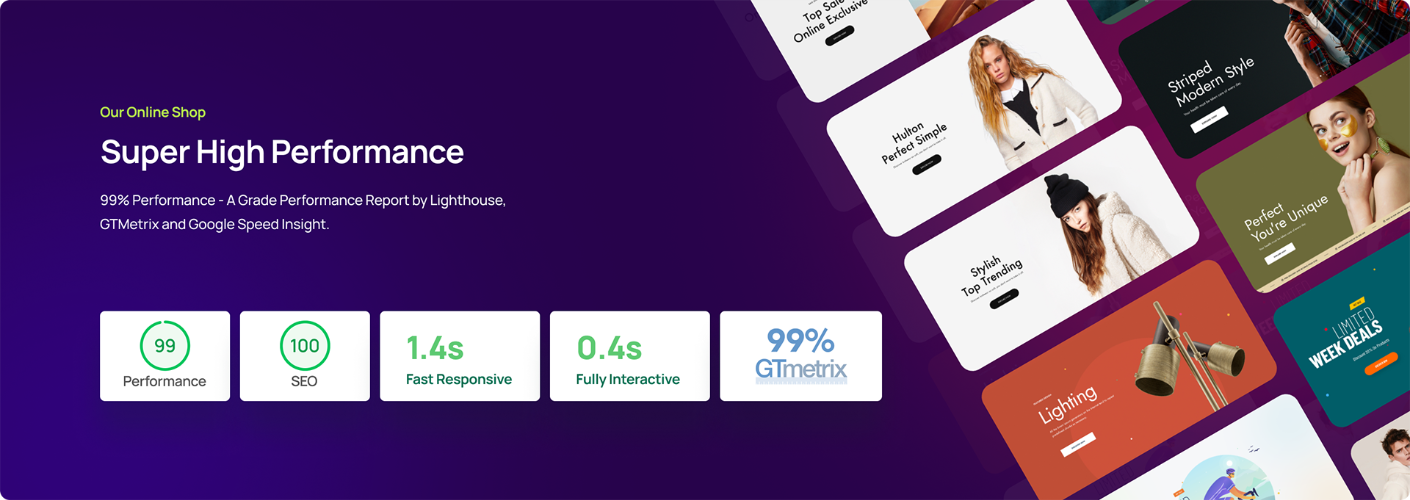 Our Online Shop
Super High Performance
99% Performance - A Grade Performance Report by Lighthouse,
GTMetrix and Google Speed Insight.
99
Performance
100
SEO
1.4s
Fast Responsive
0.4s
Fully Interactive
99%
GTmetrix
Top Sale
Online Exclusive
Hulton
Perfect Simple
Stylish
Top Trending
Lighting
Striped
Modern Style
Perfect
You're Unique
LIMITED
WEEK DEALS